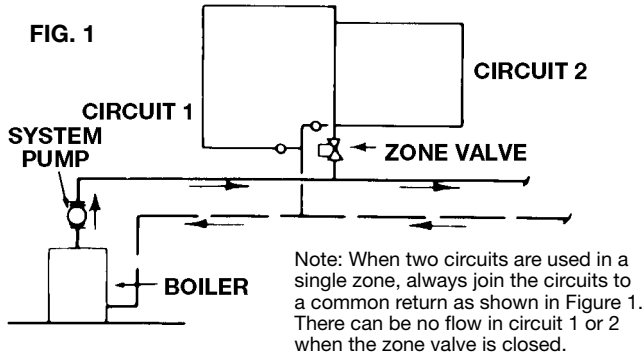 FIG. 1
CIRCUIT 2
CIRCUIT 1
SYSTEM
PUMP
ZONE VALVE
BOILER
Note: When two circuits are used in a
single zone, always join the circuits to
a common return as shown in Figure 1.
There can be no flow in circuit 1 or 2
when the zone valve is closed.